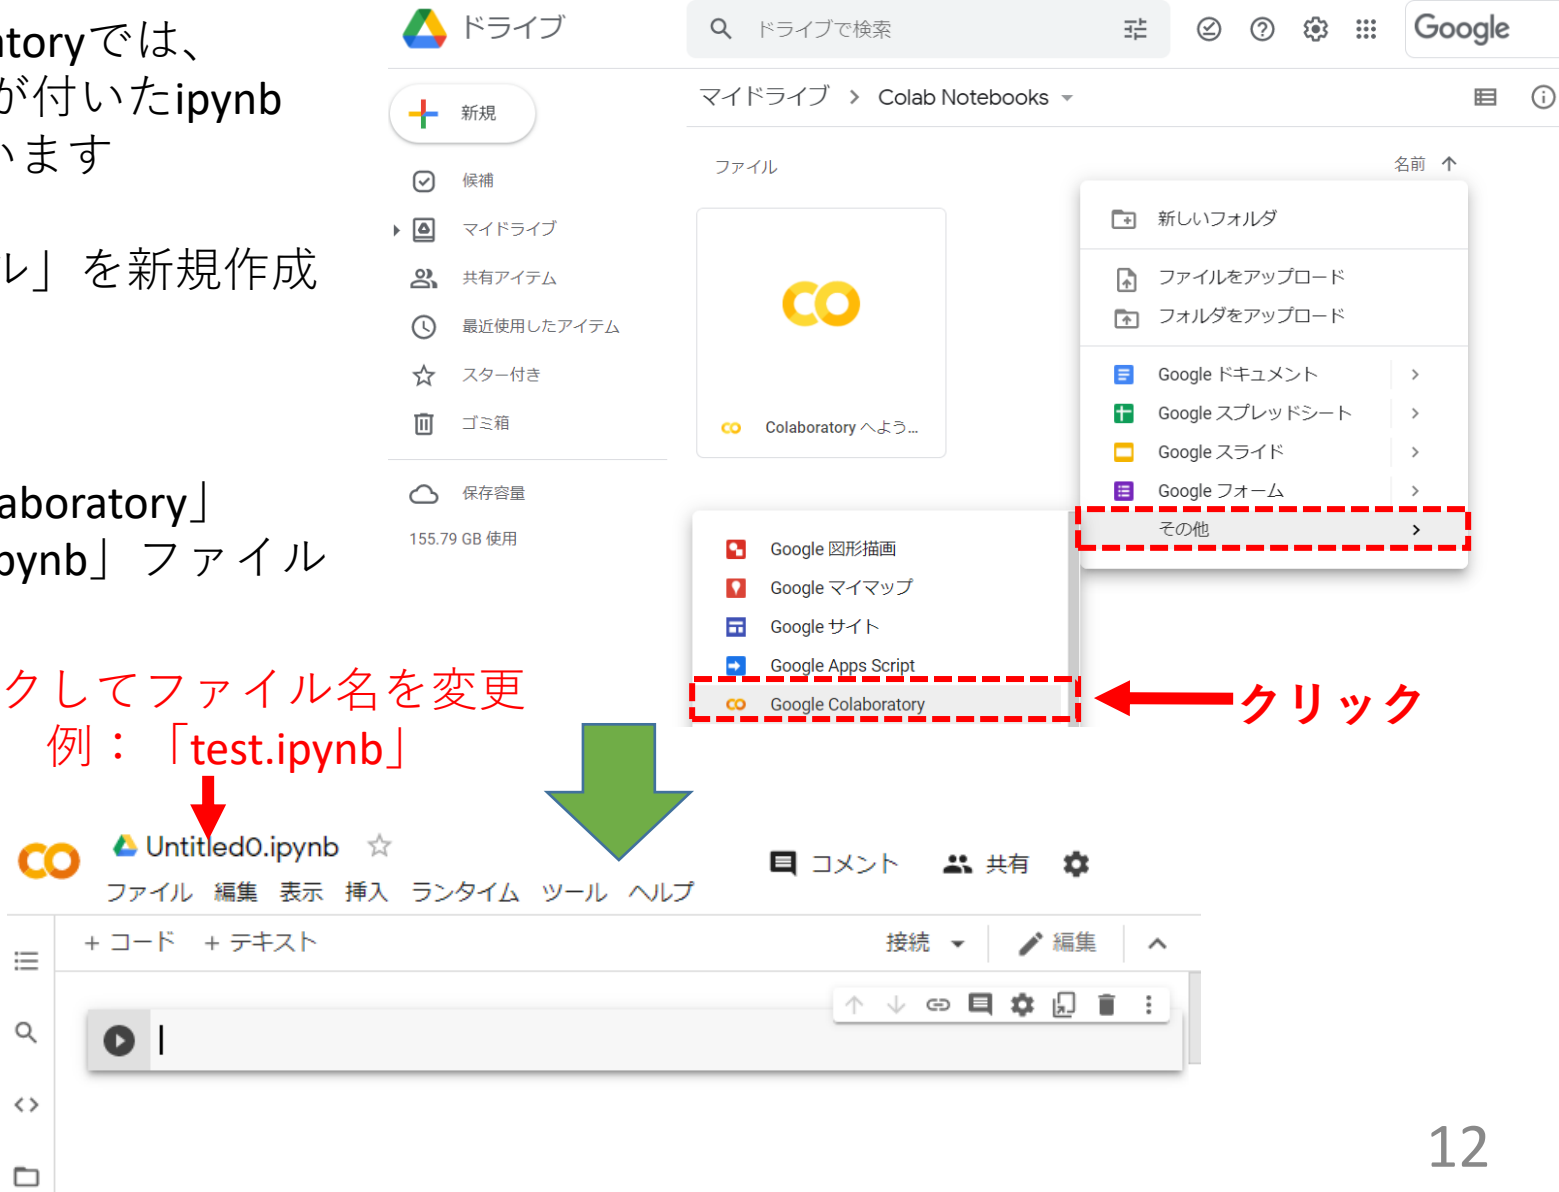 toryでは、
が付いたipynb
います
ル」を新規作成
laboratory」
pynb」ファイル
クしてファイル名を変更
例：「test.ipynb」
ドライブ
ドライブで検索
Google
新規
候補
マイドライブ
共有アイテム
最近使用したアイテム
スター付き
ゴミ箱
保存容量
155.79 GB 使用
マイドライブ > Colab Notebooks
ファイル
名前
Colaboratory へよう...
新しいフォルダ
ファイルをアップロード
フォルダをアップロード
Google ドキュメント
Google スプレッドシート
Google スライド
Google フォーム
その他
Google 図形描画
Google マイマップ
Google サイト
Google Apps Script
Google Colaboratory
クリック
Untitled0.ipynb
コメント 共有
ファイル 編集 表示 挿入 ランタイム ツール ヘルプ
+ コード + テキスト
接続 編集
12